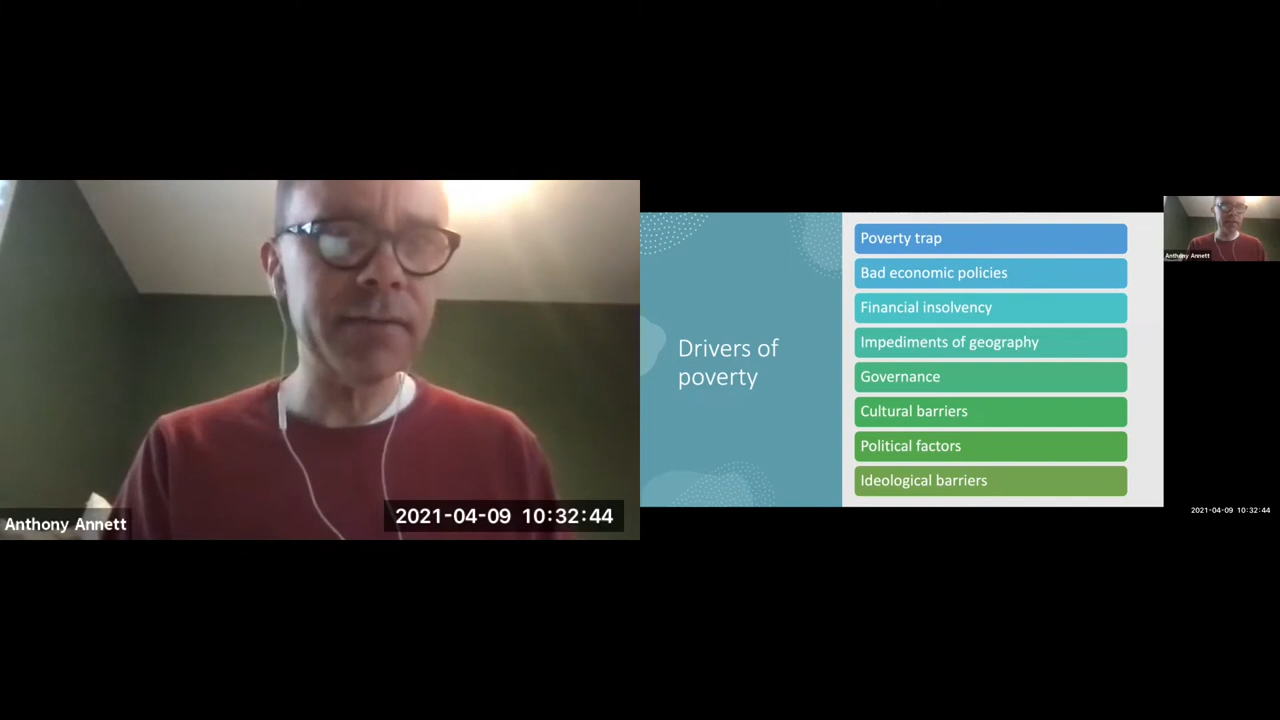 Anthony Annett
2021-04-09 10:32:44
Drivers of
poverty
Poverty trap
Bad economic policies
Financial insolvency
Impediments of geography
Governance
Cultural barriers
Political factors
Ideological barriers
Anthony Annett
2021-04-09 10:32:44